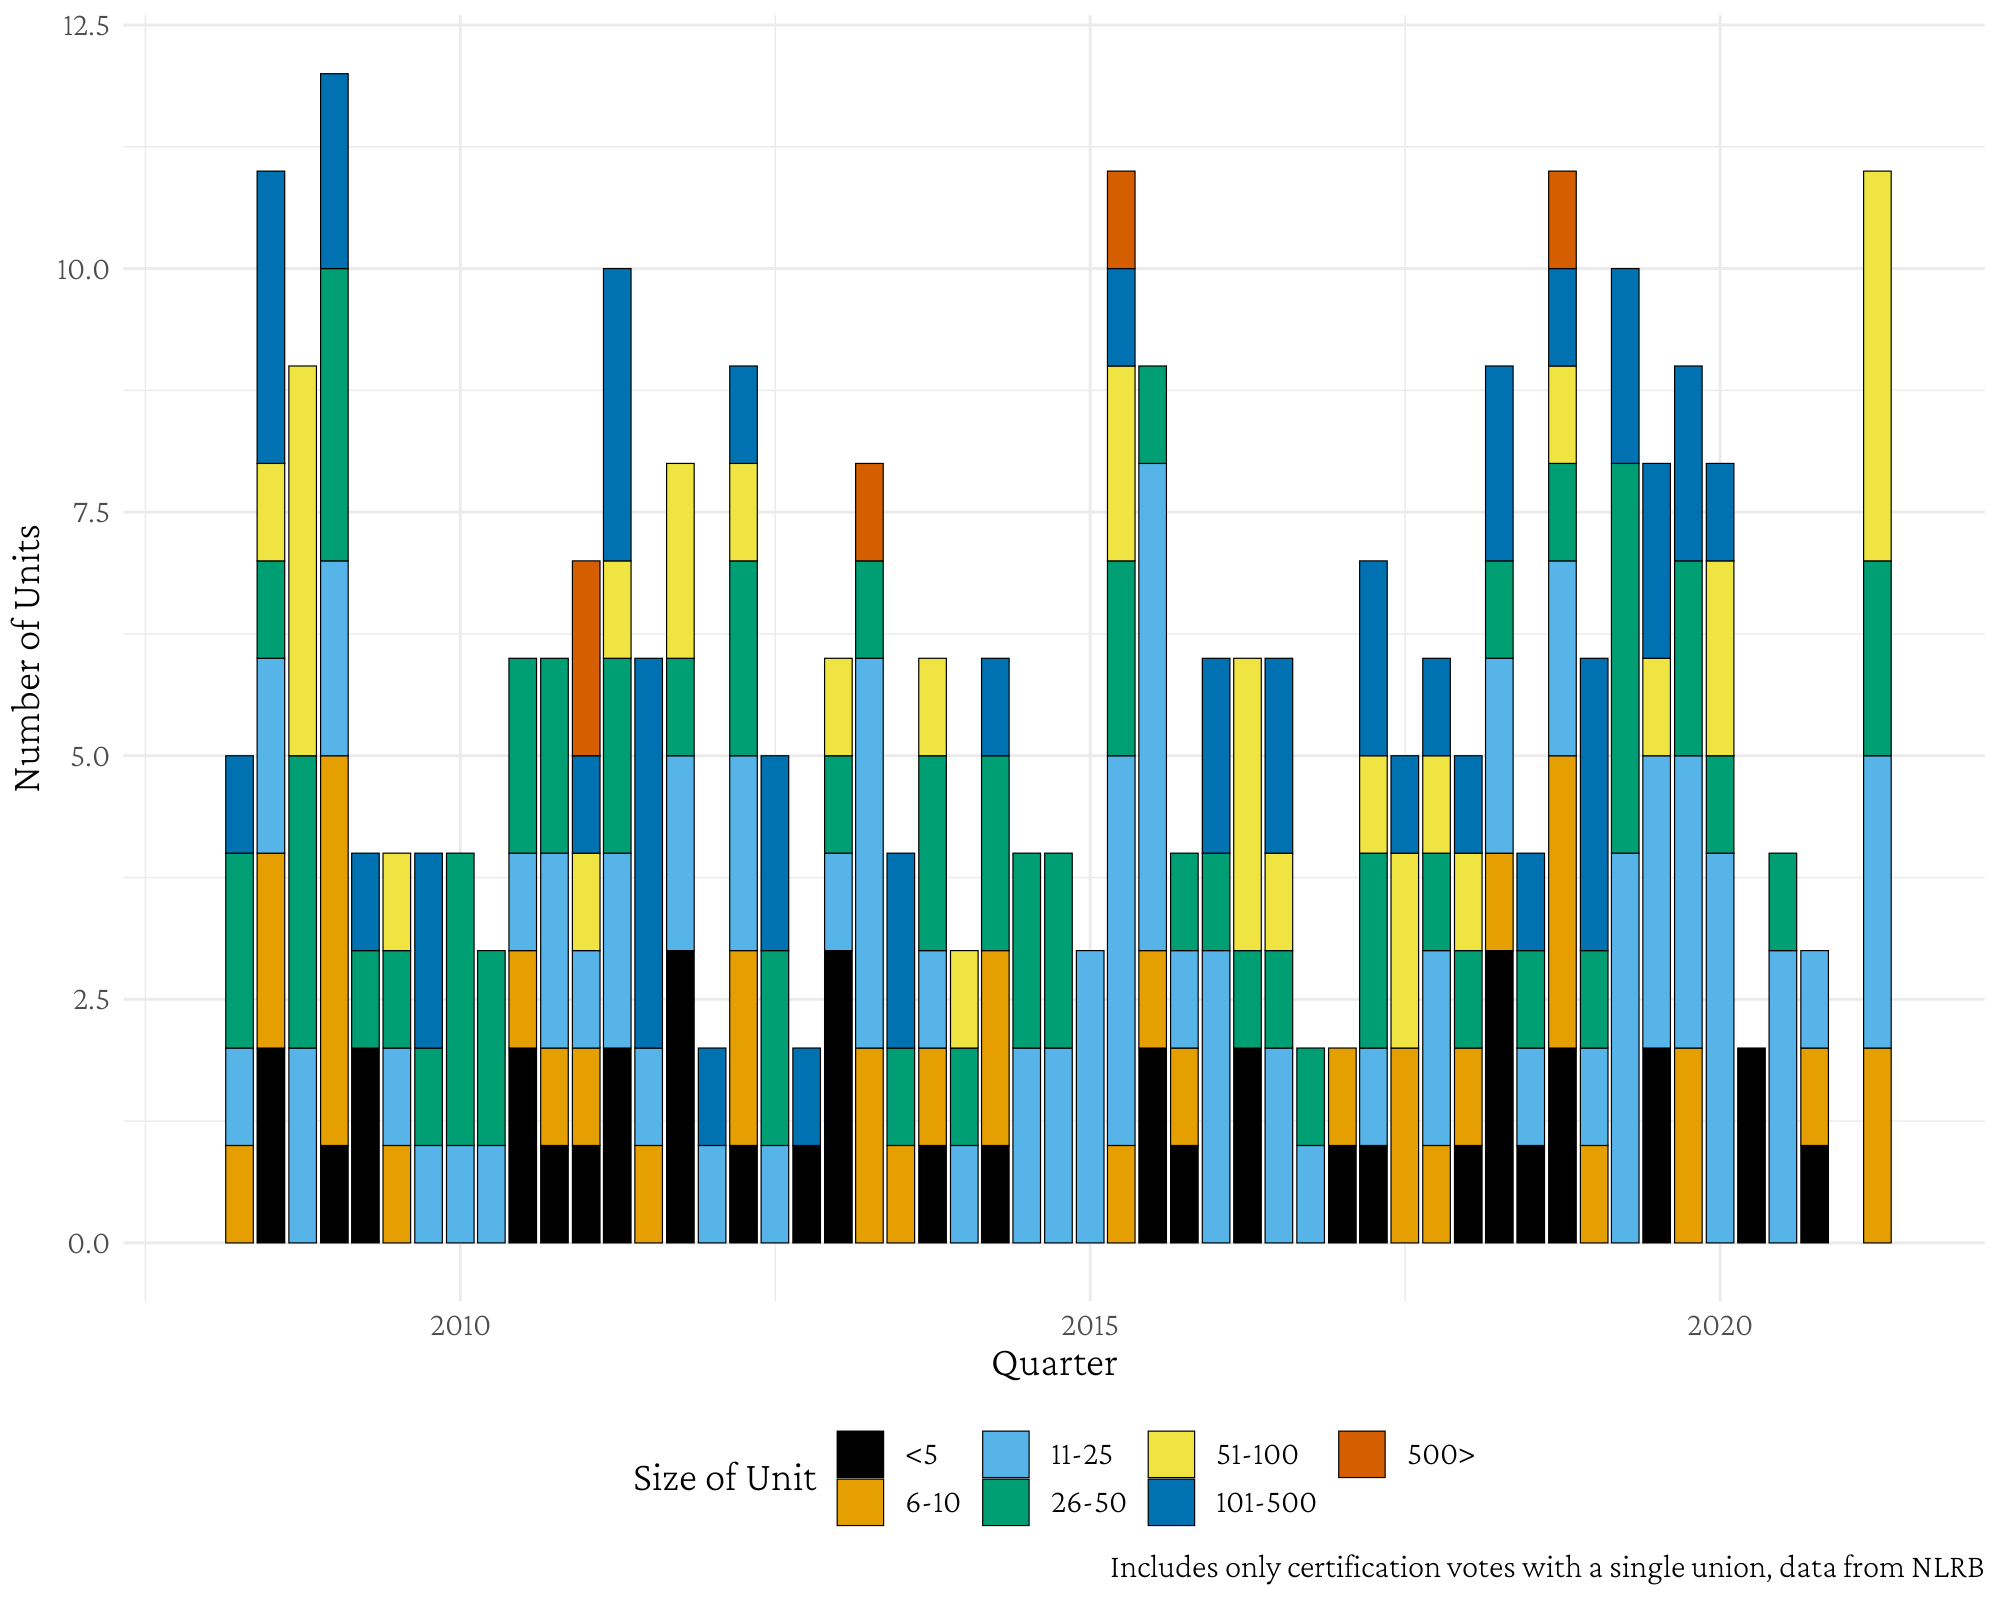 12.5
10.0
7.5
5.0
2.5
0.0
Number of Units
2010 2015 2020
Quarter
Size of Unit
<5 11-25 51-100 500>
6-10 26-50 101-500
Includes only certification votes with a single union, data from NLRB